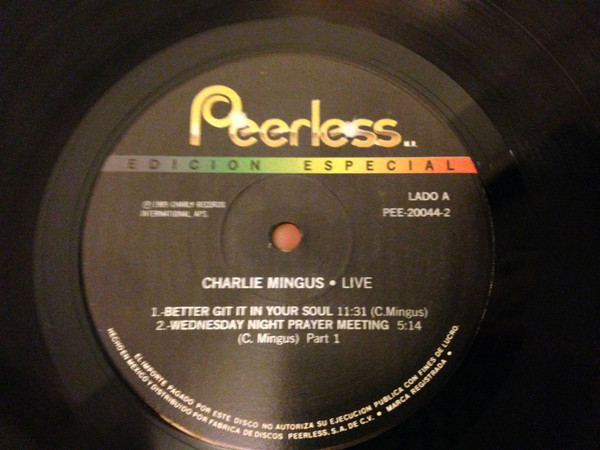 Peerless M.R.
EDICION ESPECIAL
LADO A
PEE-20044-2
℗1989 CHARLY RECORDS
INTERNATIONAL, APS.
CHARLIE MINGUS • LIVE
1.-BETTER GIT IT IN YOUR SOUL 11:31 (C.Mingus)
2.-WEDNESDAY NIGHT PRAYER MEETING 5:14
(C. Mingus) Part 1
EL IMPORTE PAGADO POR ESTE DISCO NO AUTORIZA SU EJECUCION PUBLICA CON FINES DE LUCRO.
HECHO EN MEXICO Y DISTRIBUIDO POR FABRICA DE DISCOS PEERLESS, S.A. DE C.V. • MARCA REGISTRADA •